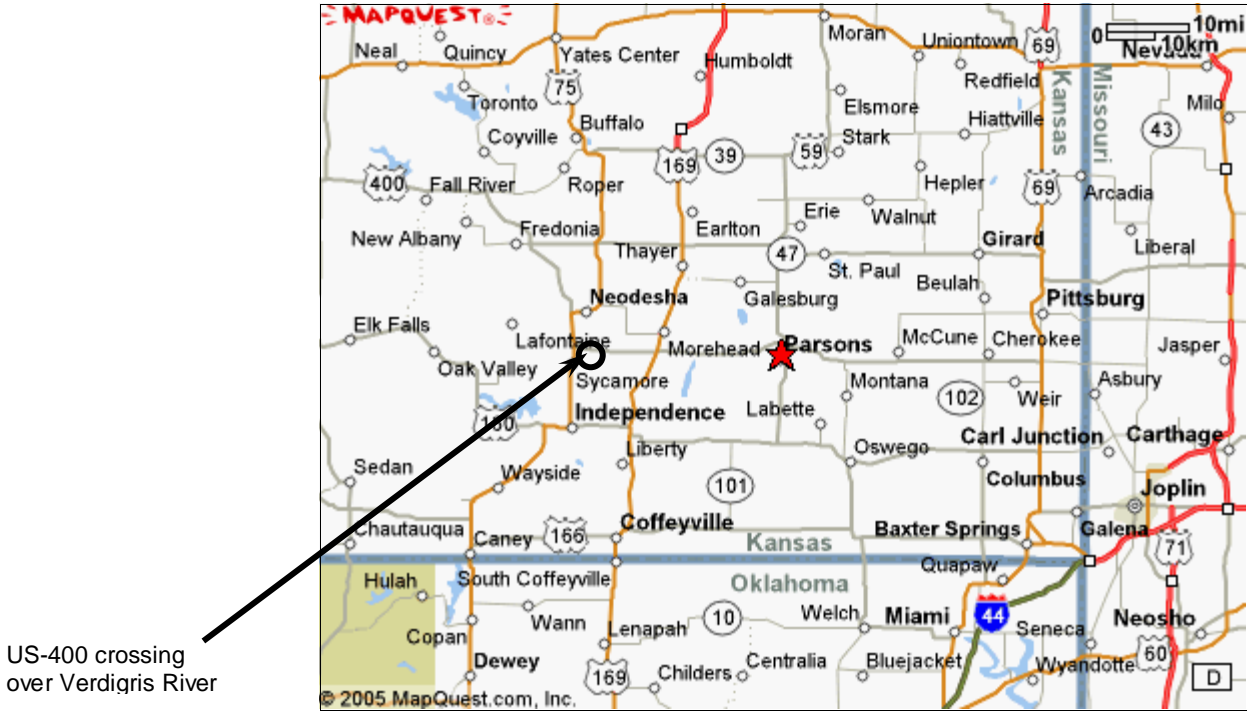 MAPQUEST®
10mi
0
10km
Moran
Uniontown
69
Nevada
Neal
Quincy
Yates Center
Humboldt
Redfield
Kansas
Missouri
75
Toronto
Elsmore
Milo
Coyville
Buffalo
Stark
Hiattville
43
169
39
59
400
Fall River
Roper
Hepler
69
Arcadia
New Albany
Fredonia
Earlton
Erie
Walnut
Thayer
47
Girard
Liberal
St. Paul
Beulah
Neodesha
Galesburg
Pittsburg
Elk Falls
Lafontaine
Morehead
Parsons
McCune
Cherokee
Jasper
Oak Valley
Sycamore
Montana
Asbury
160
Independence
Labette
102
Weir
Carl Junction
Carthage
Sedan
Liberty
Oswego
Wayside
101
Columbus
Joplin
Chautauqua
Coffeyville
Baxter Springs
Galena
Caney
166
Kansas
71
Hulah
South Coffeyville
Oklahoma
Quapaw
Wann
10
Welch
Miami
44
Neosho
Copan
Lenapah
Seneca
60
US-400 crossing
over Verdigris River
Dewey
169
Childers
Centralia
Bluejacket
Wyandotte
D
© 2005 MapQuest.com, Inc.